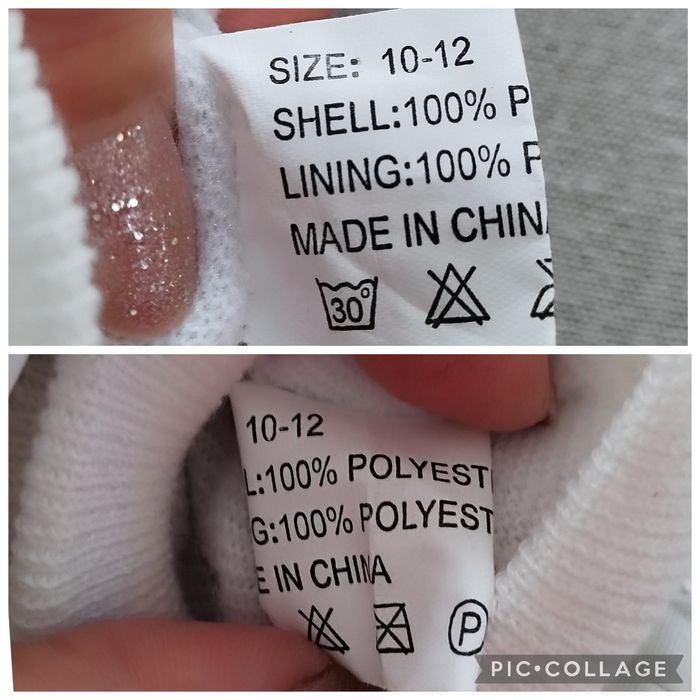 SIZE: 10-12
SHELL:100% P
LINING:100% P
MADE IN CHIN
30°
10-12
L:100% POLYEST
G:100% POLYEST
E IN CHINA
P
PIC•COLLAGE